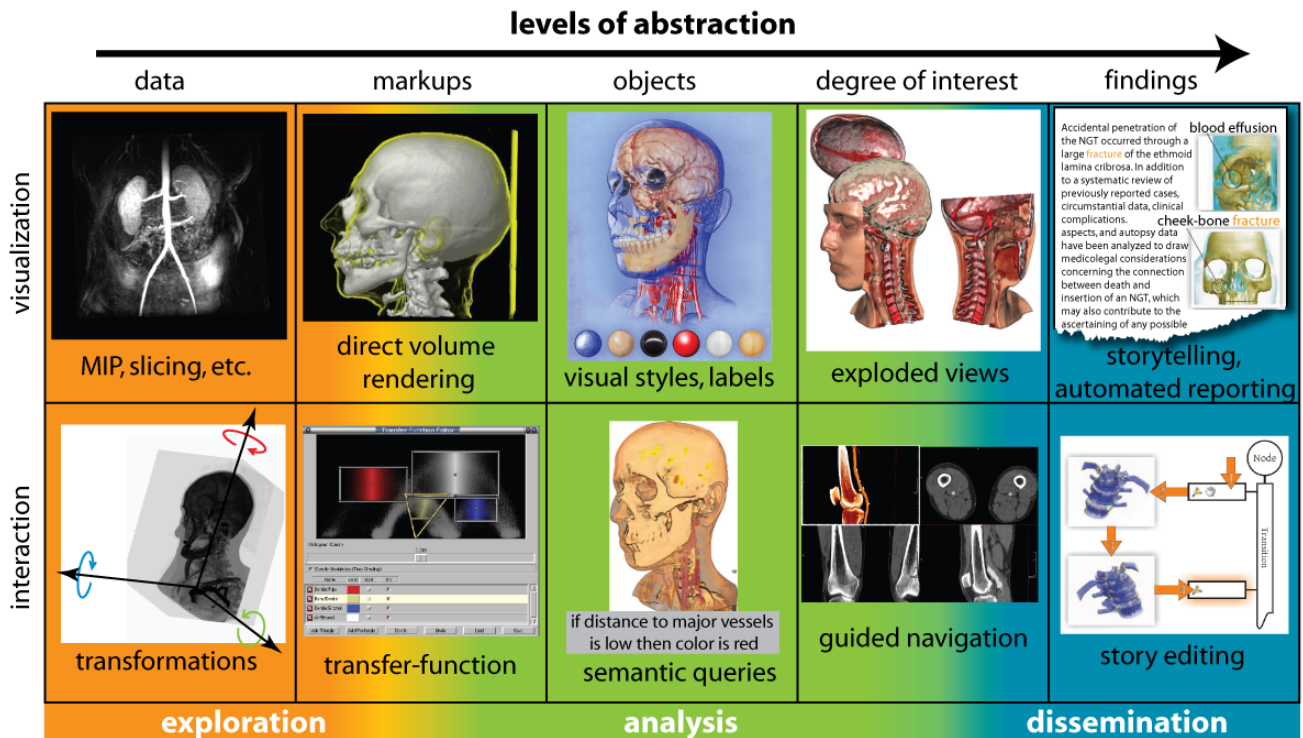 levels of abstraction
data
markups
objects
degree of interest
findings
visualization
MIP, slicing, etc.
direct volume
rendering
visual styles, labels
exploded views
Accidental penetration of
the NGT occurred through a
large fracture of the ethmoid
lamina cribrosa. In addition
to a systematic review of
previously reported cases,
circumstantial data, clinical
complications.
aspects, and autopsy data
have been analyzed to draw
medicolegal considerations
concerning the connection
between death and
insertion of an NGT, which
may also contribute to the
ascertaining of any possible
blood effusion
cheek-bone fracture
storytelling,
automated reporting
interaction
transformations
Transfer-Function Editor
transfer-function
if distance to major vessels
is low then color is red
semantic queries
guided navigation
Node
Transition
story editing
exploration
analysis
dissemination